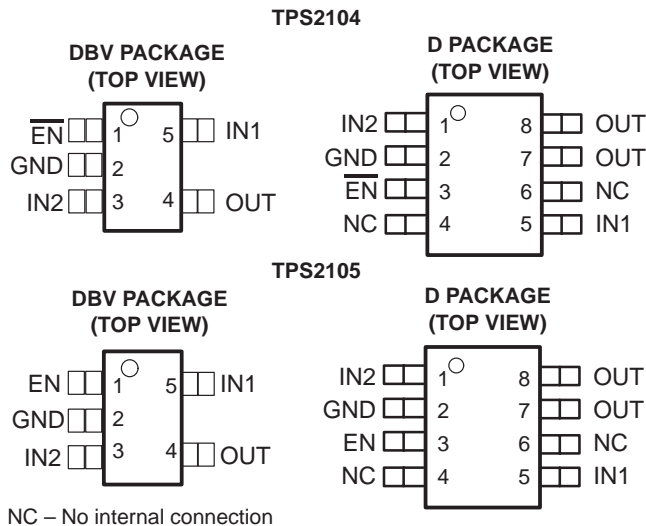 TPS2104
DBV PACKAGE
(TOP VIEW)
EN 1 5 IN1
GND 2
IN2 3 4 OUT
D PACKAGE
(TOP VIEW)
IN2 1 8 OUT
GND 2 7 OUT
EN 3 6 NC
NC 4 5 IN1
TPS2105
DBV PACKAGE
(TOP VIEW)
EN 1 5 IN1
GND 2
IN2 3 4 OUT
D PACKAGE
(TOP VIEW)
IN2 1 8 OUT
GND 2 7 OUT
EN 3 6 NC
NC 4 5 IN1
NC – No internal connection